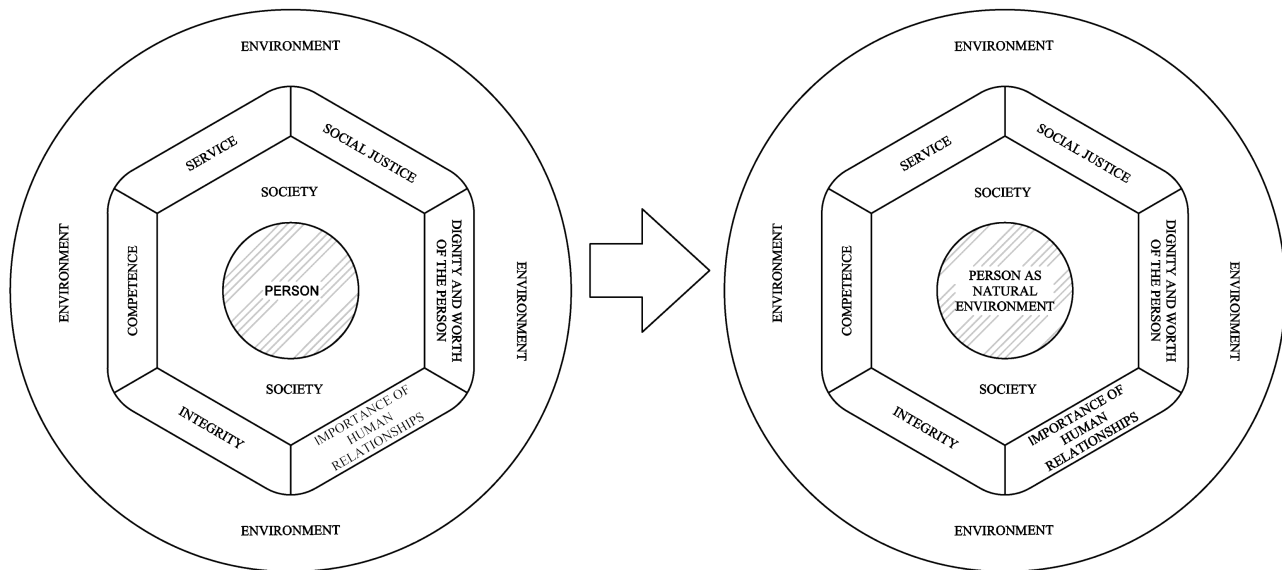 ENVIRONMENT
SERVICE
SOCIAL JUSTICE
SOCIETY
ENVIRONMENT
COMPETENCE
PERSON
DIGNITY AND WORTH
OF THE PERSON
ENVIRONMENT
SOCIETY
INTEGRITY
IMPORTANCE OF
HUMAN
RELATIONSHIPS
ENVIRONMENT
ENVIRONMENT
SERVICE
SOCIAL JUSTICE
SOCIETY
ENVIRONMENT
COMPETENCE
PERSON AS
NATURAL
ENVIRONMENT
DIGNITY AND WORTH
OF THE PERSON
ENVIRONMENT
SOCIETY
INTEGRITY
IMPORTANCE OF
HUMAN
RELATIONSHIPS
ENVIRONMENT